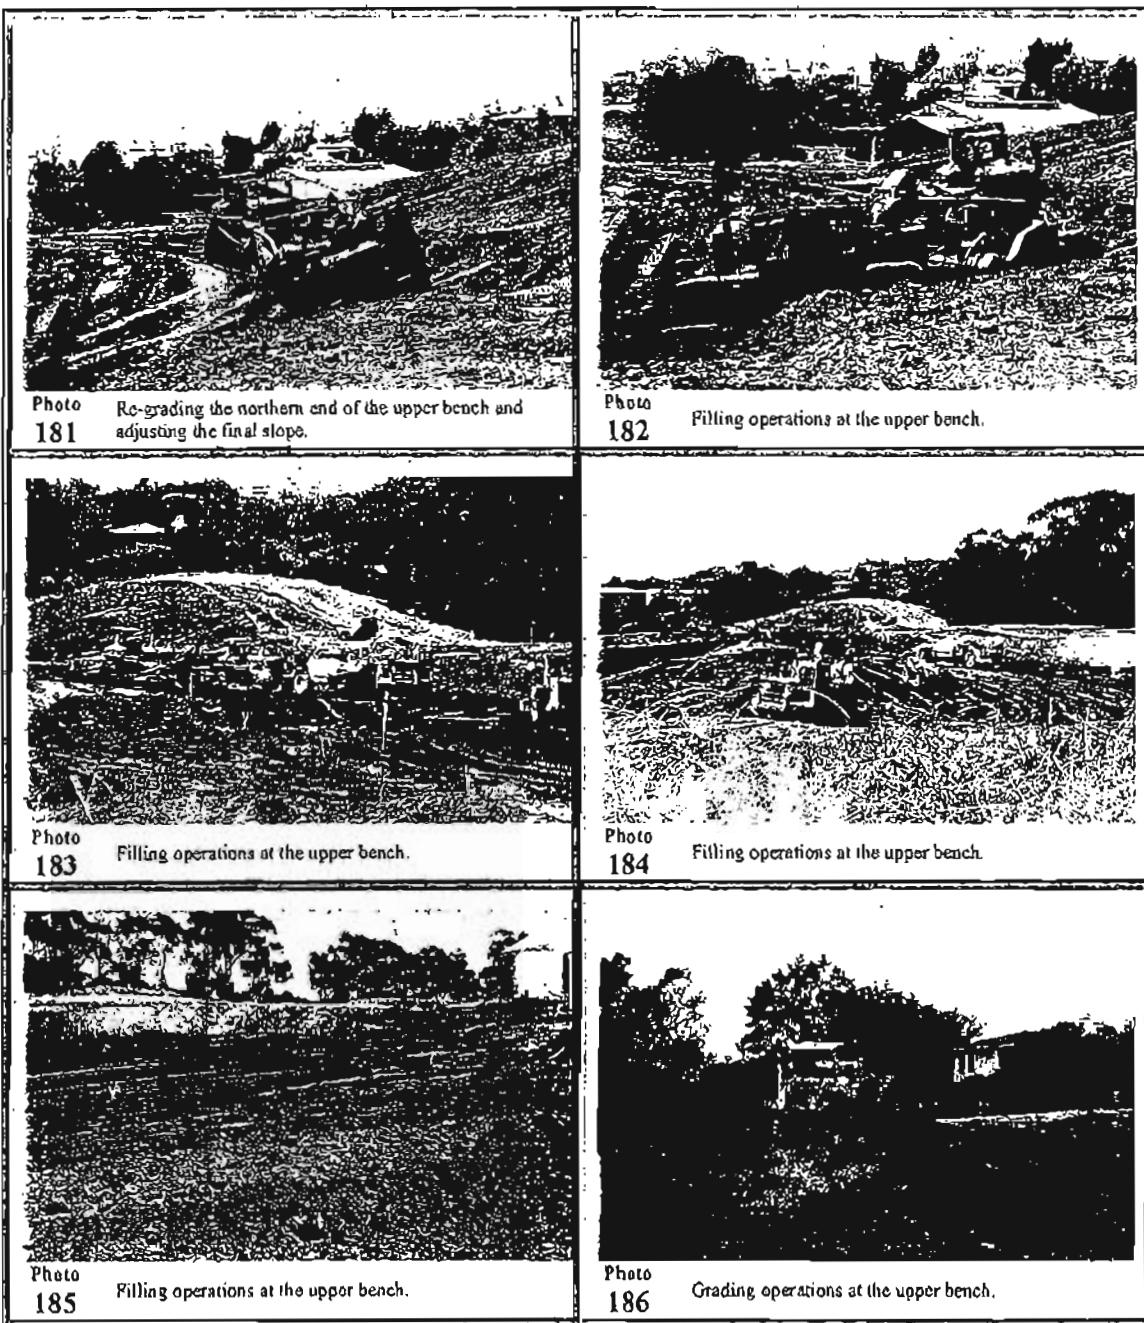 Photo
181
Re-grading the northern end of the upper bench and
adjusting the final slope.
Photo
182
Filling operations at the upper bench.
Photo
183
Filling operations at the upper bench.
Photo
184
Filling operations at the upper bench
Photo
185
Filling operations at the upper bench.
Photo
186
Grading operations at the upper bench.